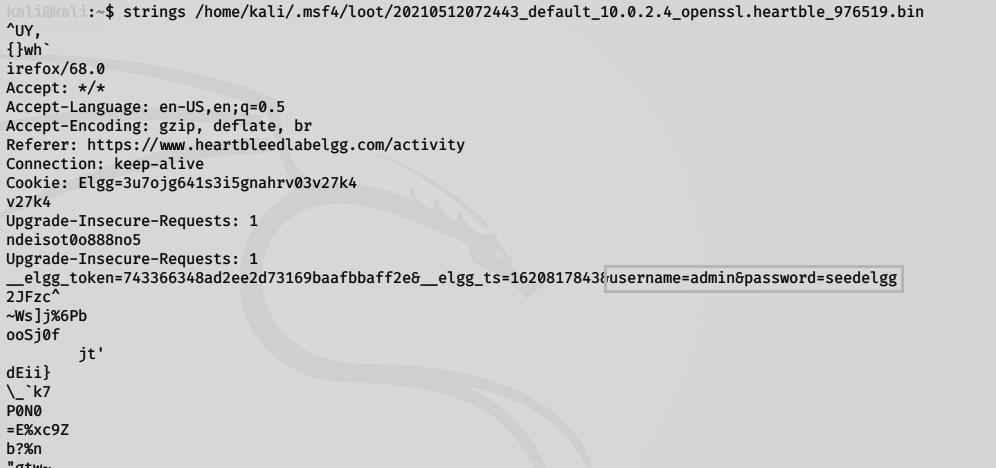 kali@kali:~$ strings /home/kali/.msf4/loot/20210512072443_default_10.0.2.4_openssl.heartble_976519.bin
^UY,
{}wh`
irefox/68.0
Accept: */*
Accept-Language: en-US,en;q=0.5
Accept-Encoding: gzip, deflate, br
Referer: https://www.heartbleedlabelgg.com/activity
Connection: keep-alive
Cookie: Elgg=3u7ojg641s3i5gnahrv03v27k4
v27k4
Upgrade-Insecure-Requests: 1
ndeisot0o888no5
Upgrade-Insecure-Requests: 1
__elgg_token=743366348ad2ee2d73169baafbbaff2e&__elgg_ts=1620817843&username=admin&password=seedelgg
2JFzc^
~Ws]j%6Pb
ooSj0f
jt'
dEii}
\_`k7
P0N0
=E%xc9Z
b?%n
"gtw~